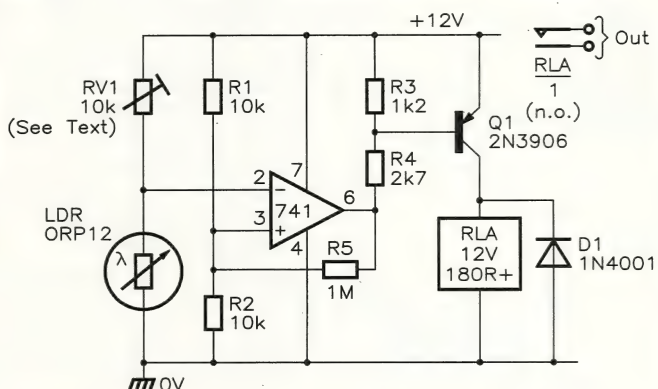 +12V
Out
RLA
1
(n.o.)
RV1
10k
(See Text)
R1
10k
R3
1k2
Q1
2N3906
R4
2k7
2
7
−
741
6
3
+
4
LDR
ORP12
λ
R5
1M
RLA
12V
180R+
D1
1N4001
R2
10k
0V